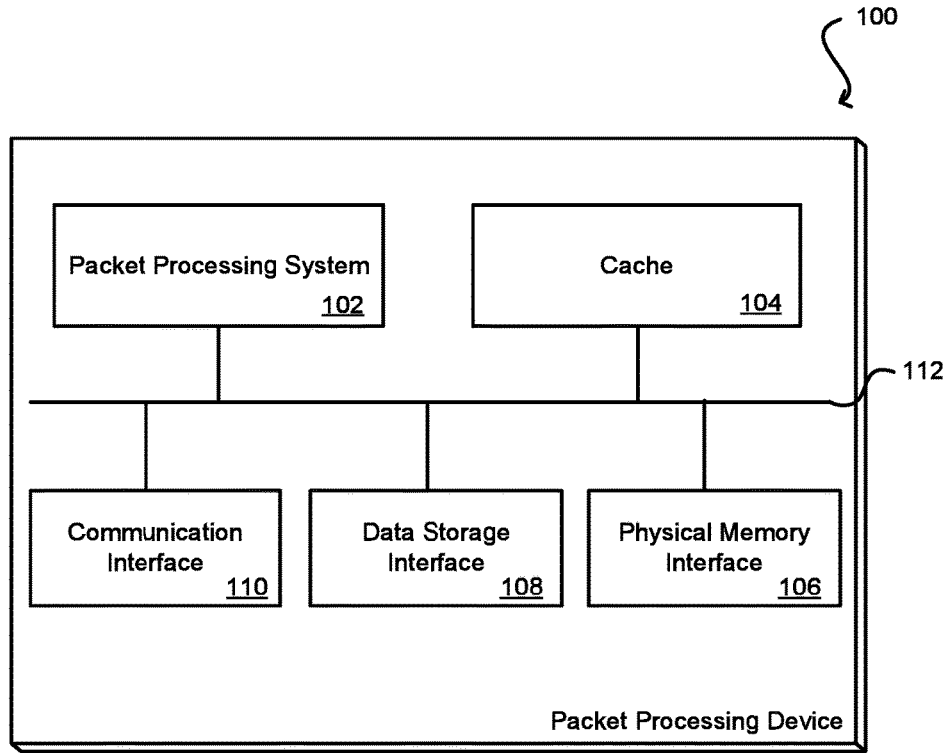 100
Packet Processing System
102
Cache
104
112
Communication
Interface
110
Data Storage
Interface
108
Physical Memory
Interface
106
Packet Processing Device